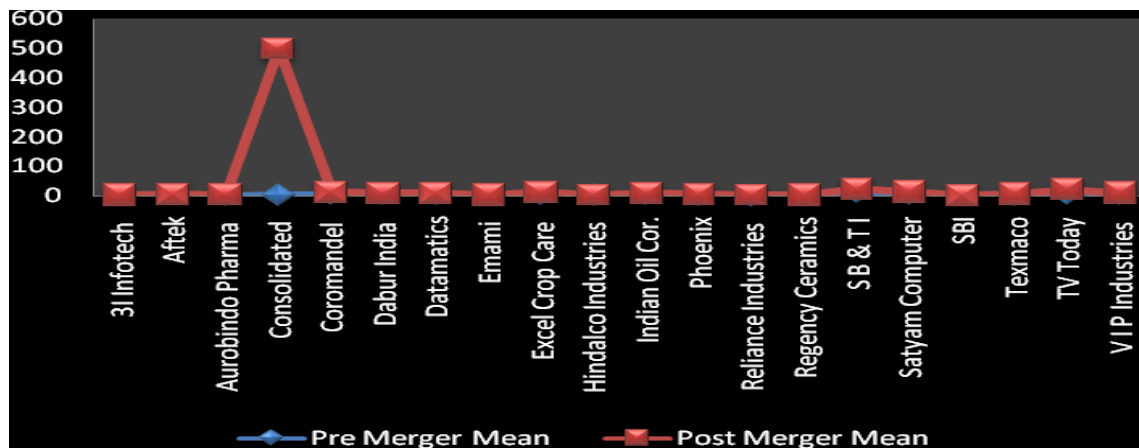 600
500
400
300
200
100
0
3I Infotech
Aftek
Aurobindo Pharma
Consolidated
Coromandel
Dabur India
Datamatics
Emami
Excel Crop Care
Hindalco Industries
Indian Oil Cor.
Phoenix
Reliance Industries
Regency Ceramics
S B & T I
Satyam Computer
SBI
Texmaco
TV Today
V I P Industries
Pre Merger Mean
Post Merger Mean